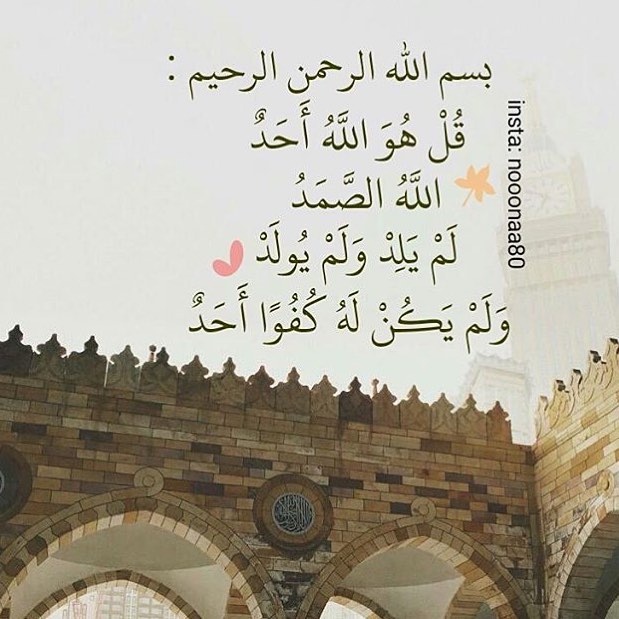 بسم الله الرحمن الرحيم :
قُلْ هُوَ اللَّهُ أَحَدٌ
اللَّهُ الصَّمَدُ
لَمْ يَلِدْ وَلَمْ يُولَدْ
وَلَمْ يَكُنْ لَهُ كُفُوًا أَحَدٌ
insta: nooonaa80